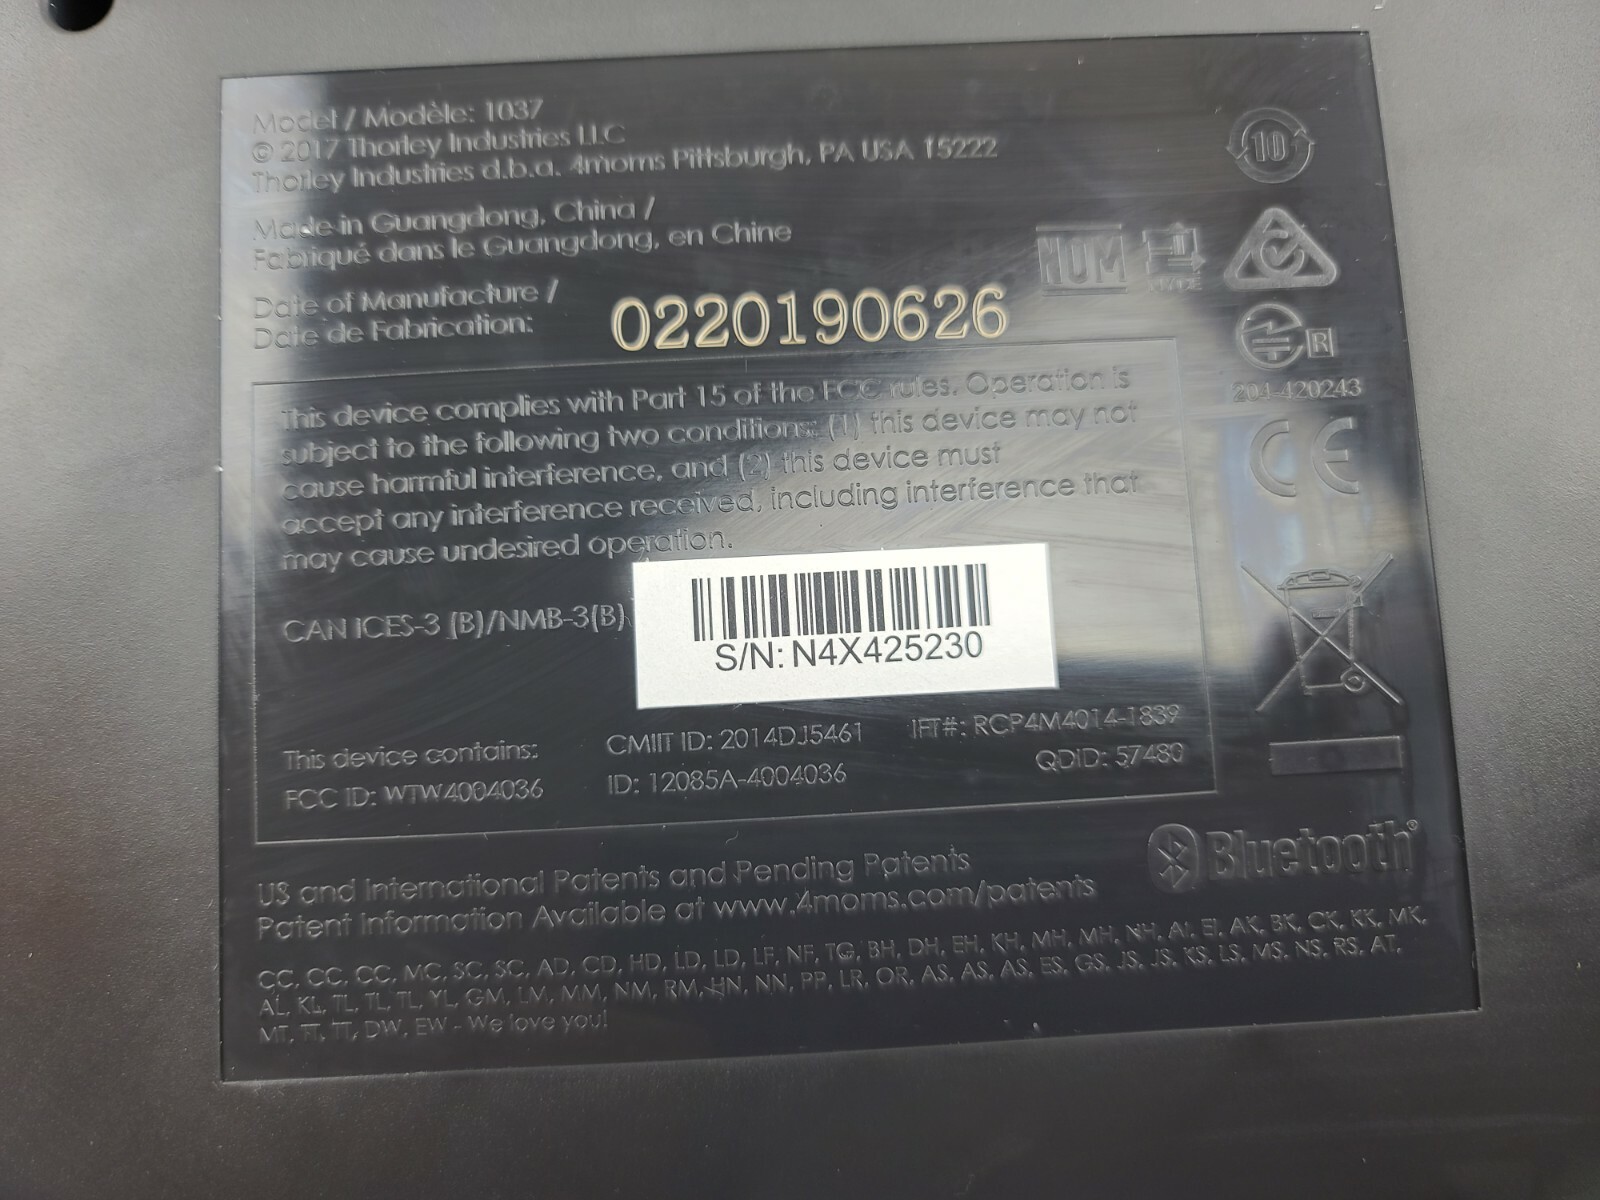 Model / Modèle: 1037
© 2017 Thorley Industries LLC
Thorley Industries d.b.a. 4moms Pittsburgh, PA USA 15222
Made in Guangdong, China /
Fabriqué dans le Guangdong, en Chine
Date of Manufacture /
Date de Fabrication:
0220190626
10
NOM
R
204-420243
CE
This device complies with Part 15 of the FCC rules. Operation is
subject to the following two conditions: (1) this device may not
cause harmful interference, and (2) this device must
accept any interference received, including interference that
may cause undesired operation.
CAN ICES-3 (B)/NMB-3(B)
S/N: N4X425230
This device contains:
FCC ID: WTW4004036
CMIIT ID: 2014DJ5461
ID: 12085A-4004036
IFT#: RCP4M4014-1839
QDID: 57480
Bluetooth®
US and International Patents and Pending Patents
Patent Information Available at www.4moms.com/patents
CC, CC, CC, MC, SC, SC, AD, CD, HD, LD, LD, LF, NF, TG, BH, DH, EH, KH, MH, MH, NH, AI, EJ, AK, BK, CK, KK, MK,
AL, KL, TL, TL, TL, YL, GM, LM, MM, NM, RM, HN, NN, PP, LR, OR, AS, AS, AS, ES, GS, JS, JS, KS, LS, MS, NS, RS, AT,
MT, TT, TT, DW, EW - We love you!